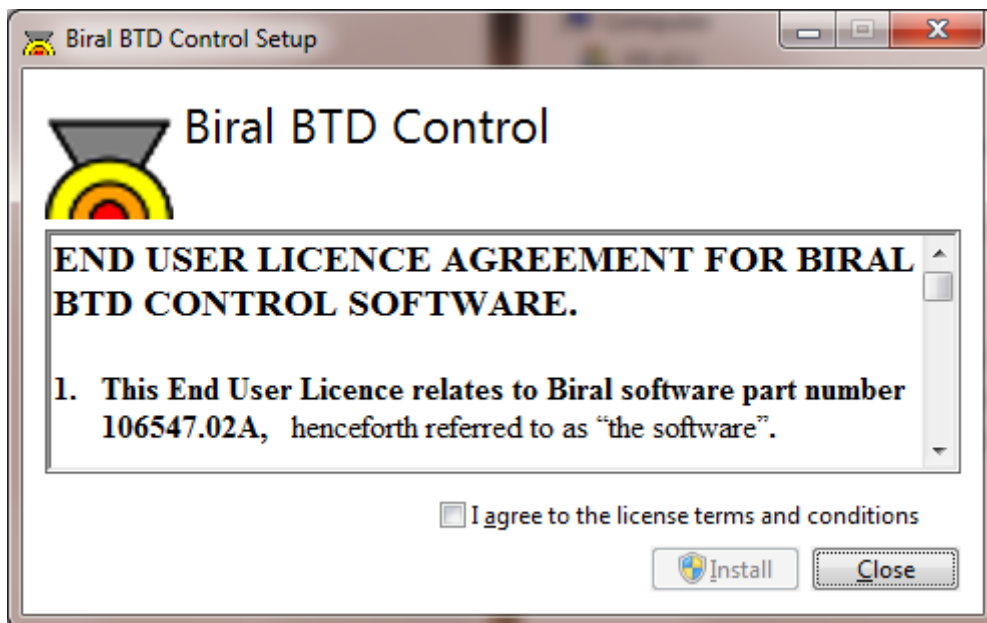 Biral BTD Control Setup
Biral BTD Control
END USER LICENCE AGREEMENT FOR BIRAL
BTD CONTROL SOFTWARE.
1. This End User Licence relates to Biral software part number
106547.02A, henceforth referred to as “the software”.
I agree to the license terms and conditions
Install
Close